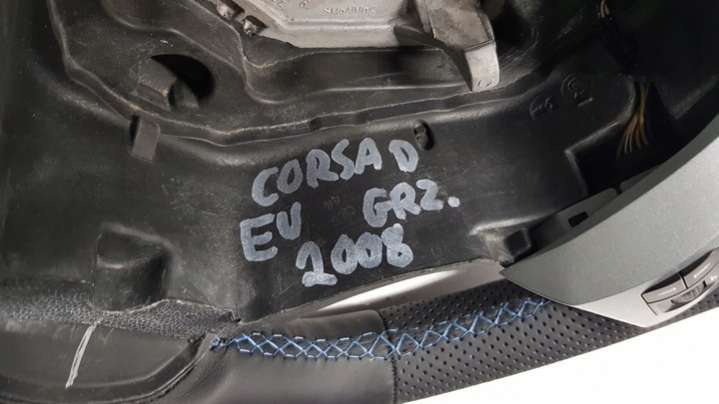 CORSA D
EU GRZ.
2008